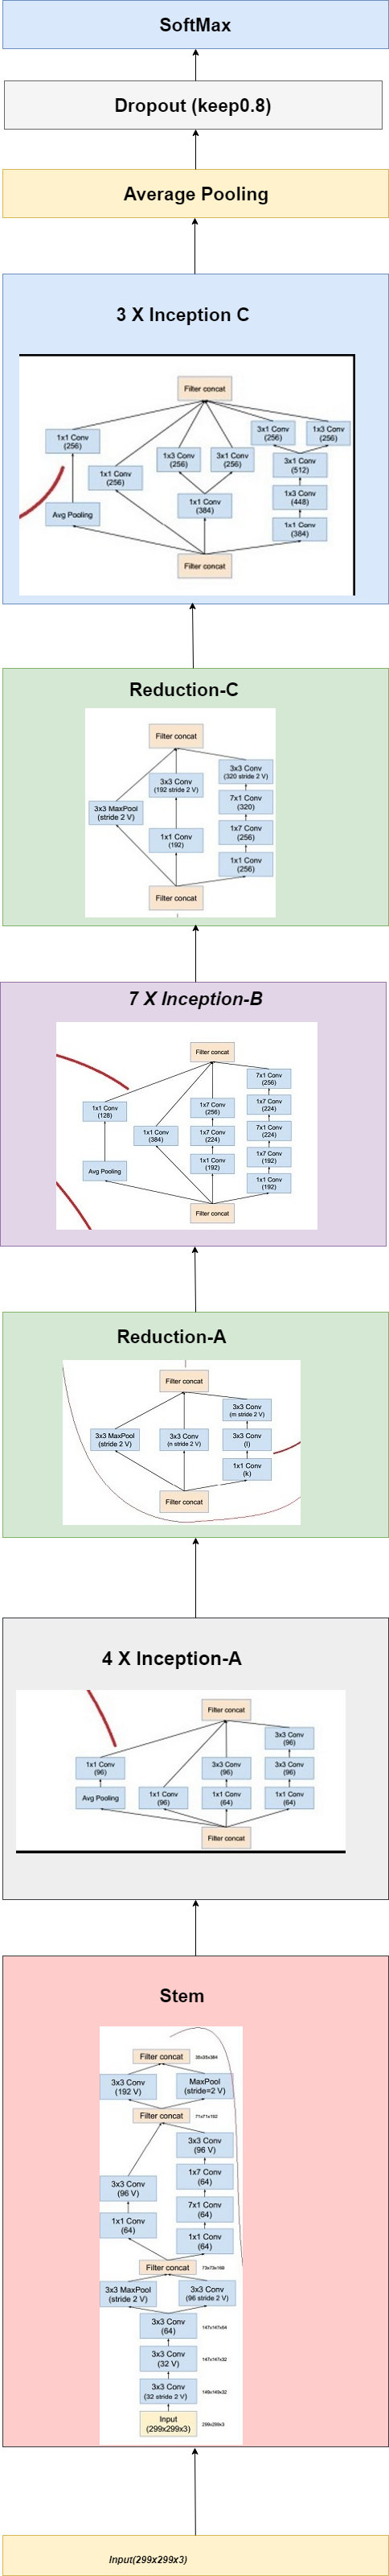 SoftMax
Dropout (keep0.8)
Average Pooling
3 X Inception C
Filter concat
3x1 Conv
(256)
1x3 Conv
(256)
1x1 Conv
(256)
1x3 Conv
(256)
3x1 Conv
(256)
3x1 Conv
(512)
1x1 Conv
(256)
1x3 Conv
(448)
1x1 Conv
(384)
Avg Pooling
1x1 Conv
(384)
Filter concat
Reduction-C
Filter concat
3x3 Conv
(320 stride 2 V)
3x3 Conv
(192 stride 2 V)
7x1 Conv
(320)
3x3 MaxPool
(stride 2 V)
1x7 Conv
(256)
1x1 Conv
(192)
1x1 Conv
(256)
Filter concat
7 X Inception-B
Filter concat
7x1 Conv
(256)
1x7 Conv
(256)
1x7 Conv
(224)
1x1 Conv
(128)
1x1 Conv
(384)
1x7 Conv
(224)
7x1 Conv
(224)
1x1 Conv
(192)
1x7 Conv
(192)
Avg Pooling
1x1 Conv
(192)
Filter concat
Reduction-A
Filter concat
3x3 Conv
(m stride 2 V)
3x3 MaxPool
(stride 2 V)
3x3 Conv
(n stride 2 V)
3x3 Conv
(l)
1x1 Conv
(k)
Filter concat
4 X Inception-A
Filter concat
3x3 Conv
(96)
1x1 Conv
(96)
3x3 Conv
(96)
3x3 Conv
(96)
Avg Pooling
1x1 Conv
(96)
1x1 Conv
(64)
1x1 Conv
(64)
Filter concat
Stem
Filter concat 35x35x384
3x3 Conv
(192 V)
MaxPool
(stride=2 V)
Filter concat 71x71x192
3x3 Conv
(96 V)
1x7 Conv
(64)
3x3 Conv
(96 V)
7x1 Conv
(64)
1x1 Conv
(64)
1x1 Conv
(64)
Filter concat 73x73x160
3x3 MaxPool
(stride 2 V)
3x3 Conv
(96 stride 2 V)
3x3 Conv
(64)
147x147x64
3x3 Conv
(32 V)
147x147x32
3x3 Conv
(32 stride 2 V)
149x149x32
Input
(299x299x3)
299x299x3
Input(299x299x3)